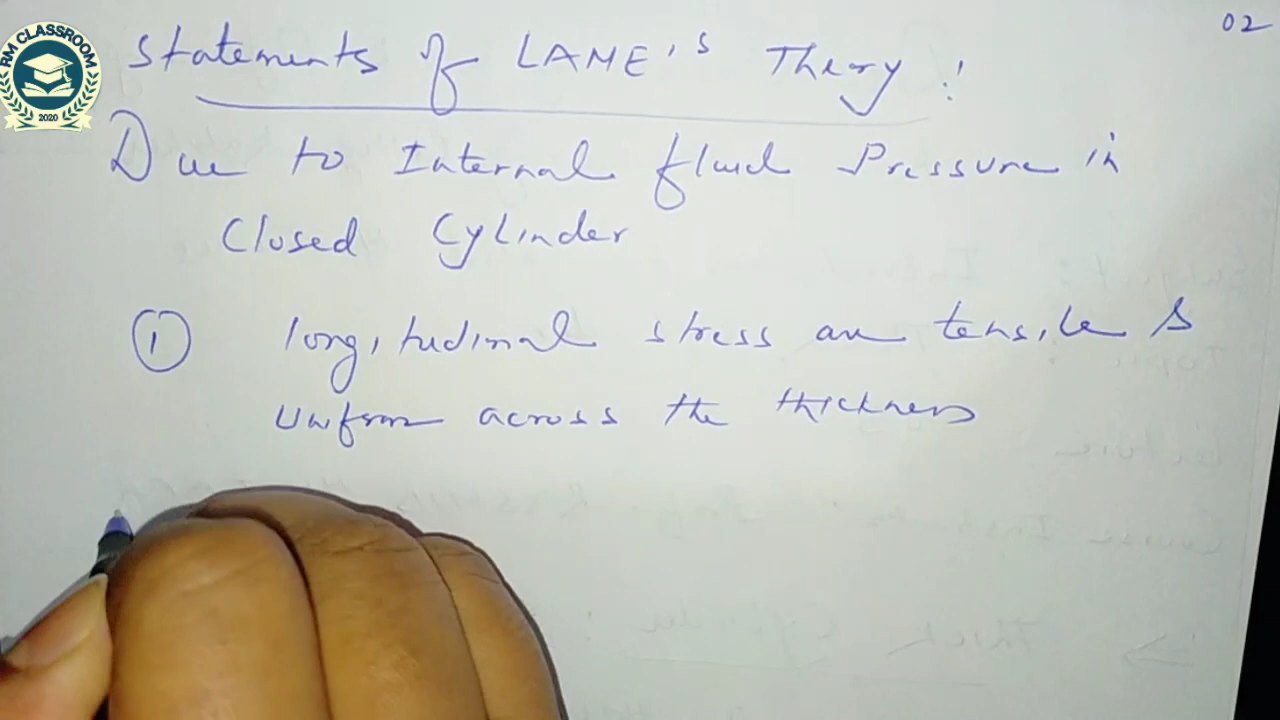 RM CLASSROOM
2020
02
Statements of LAME's Theory :
Due to Internal fluid Pressure in
Closed Cylinder
① longitudinal stress are tensile &
Uniform across the thickness